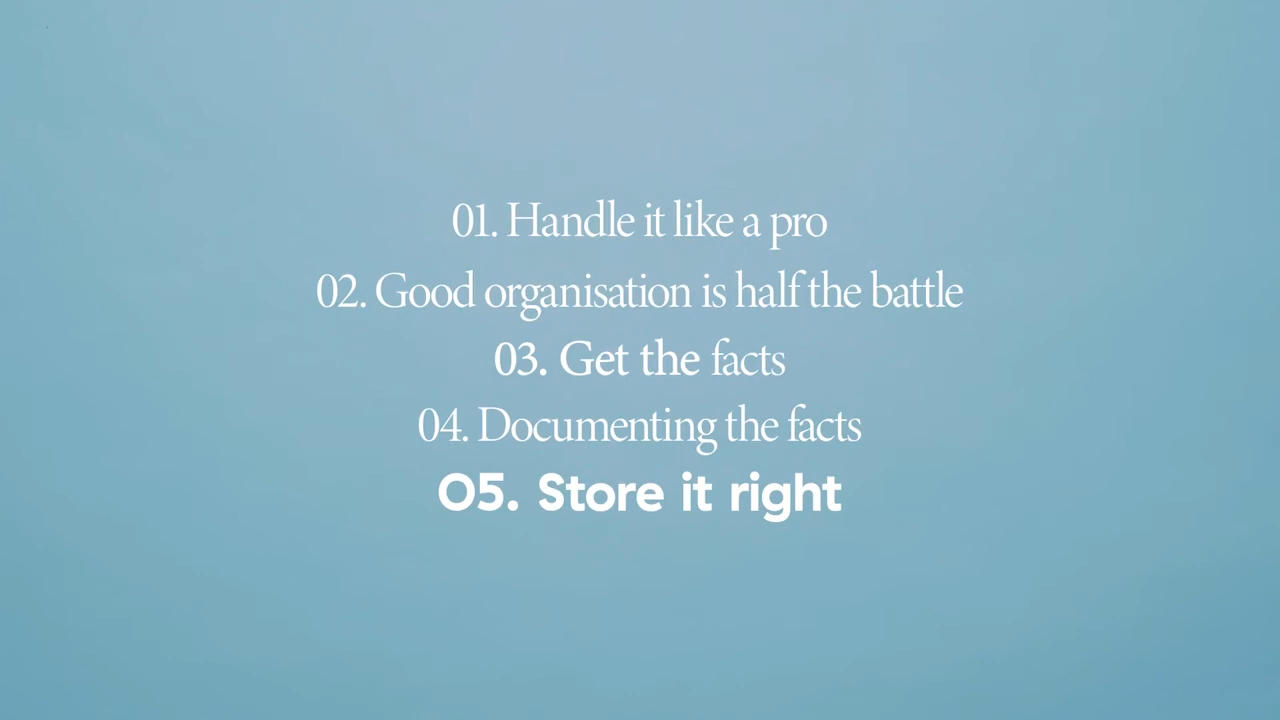 01. Handle it like a pro
02. Good organisation is half the battle
03. Get the facts
04. Documenting the facts
05. Store it right